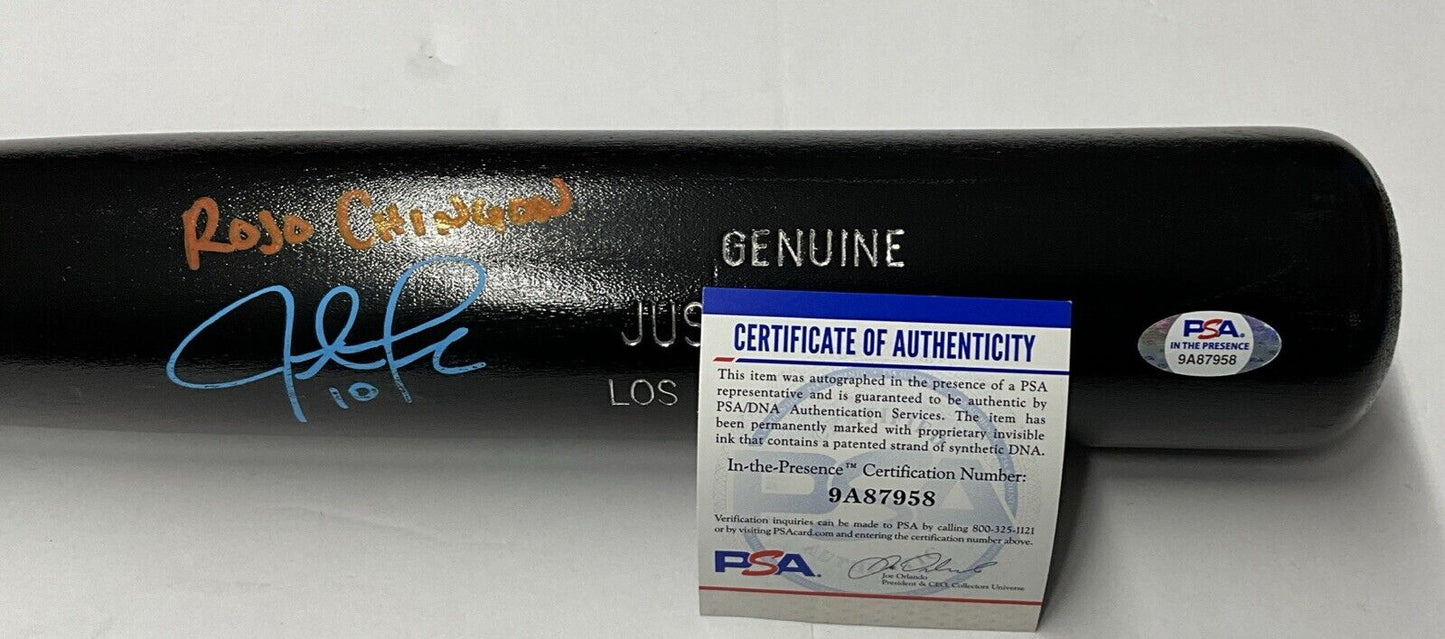 ROJO CHINGON
10
GENUINE
JUS
LOS
CERTIFICATE OF AUTHENTICITY
This item was autographed in the presence of a PSA
representative and is guaranteed to be authentic by
PSA/DNA Authentication Services. The item has
been permanently marked with proprietary invisible
ink that contains a patented strand of synthetic DNA.
In-the-Presence™ Certification Number:
9A87958
Verification inquiries can be made to PSA by calling 800-325-1121
or by visiting PSAcard.com and entering the certification number above.
PSA.
Joe Orlando
President & CEO, Collectors Universe
PSA.
IN THE PRESENCE
9A87958